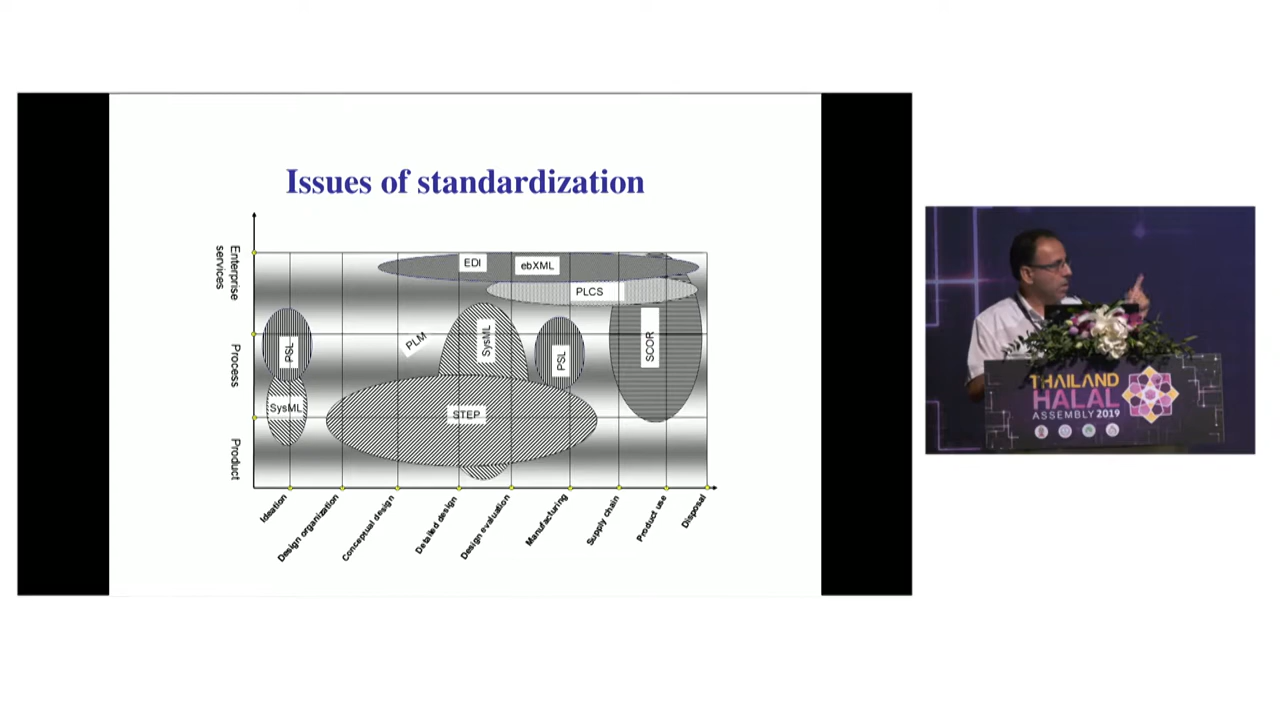 Issues of standardization
Enterprise
services
Process
Product
EDI
ebXML
PLCS
PLM
SysML
PSL
SCOR
PSL
SysML
STEP
Ideation
Design organization
Conceptual design
Detailed design
Design evaluation
Manufacturing
Supply chain
Product use
Disposal
THAILAND
HALAL
ASSEMBLY 2019